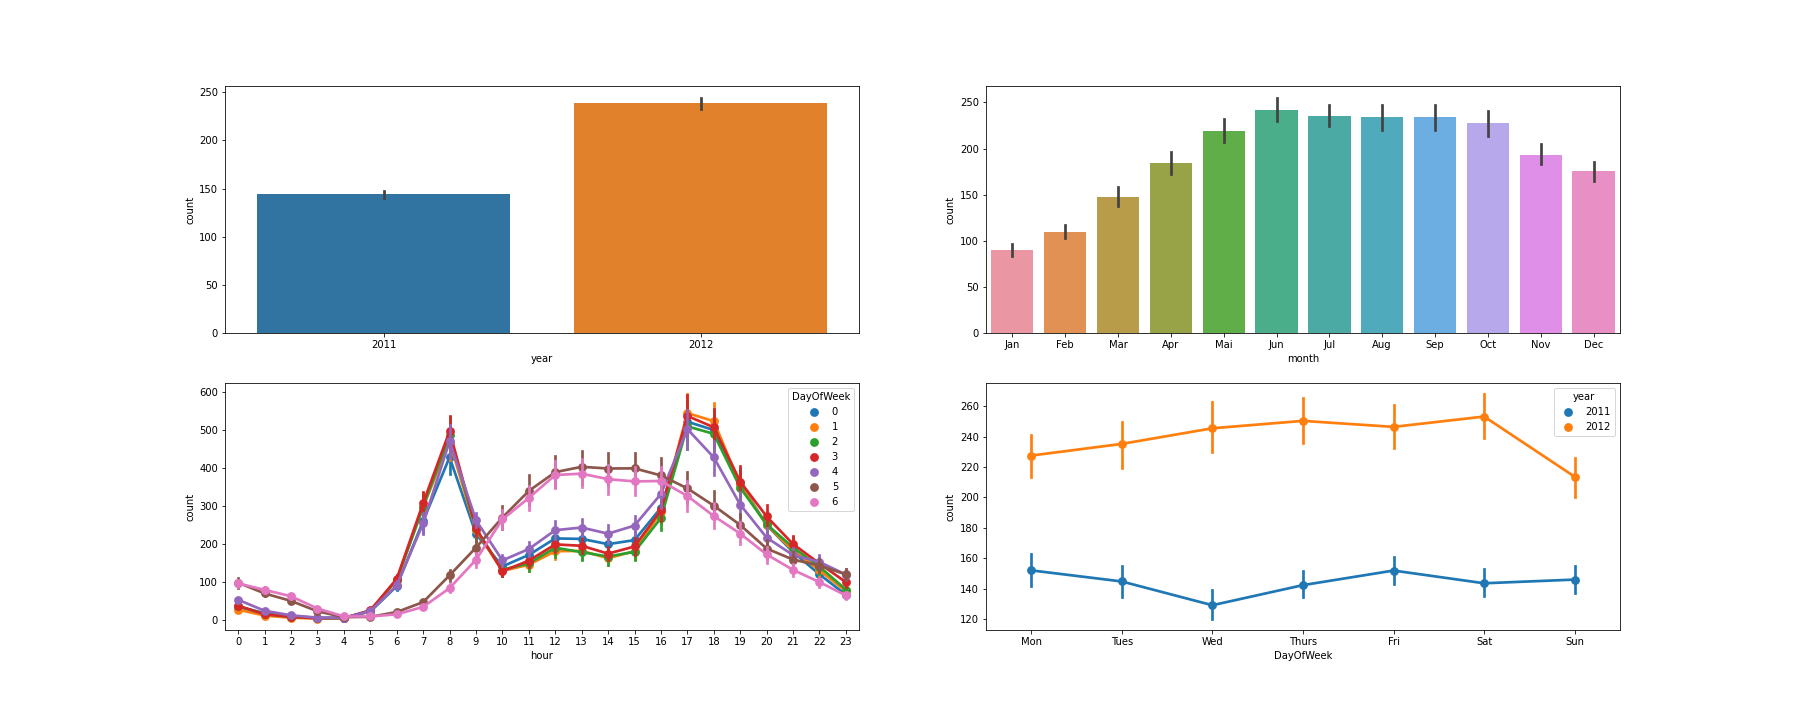 250
200
150
100
50
0
count
2011 2012
year
250
200
150
100
50
0
count
Jan Feb Mar Apr Mai Jun Jul Aug Sep Oct Nov Dec
month
600
500
400
300
200
100
0
count
DayOfWeek
0
1
2
3
4
5
6
0 1 2 3 4 5 6 7 8 9 10 11 12 13 14 15 16 17 18 19 20 21 22 23
hour
260
240
220
200
180
160
140
120
count
year
2011
2012
Mon Tues Wed Thurs Fri Sat Sun
DayOfWeek